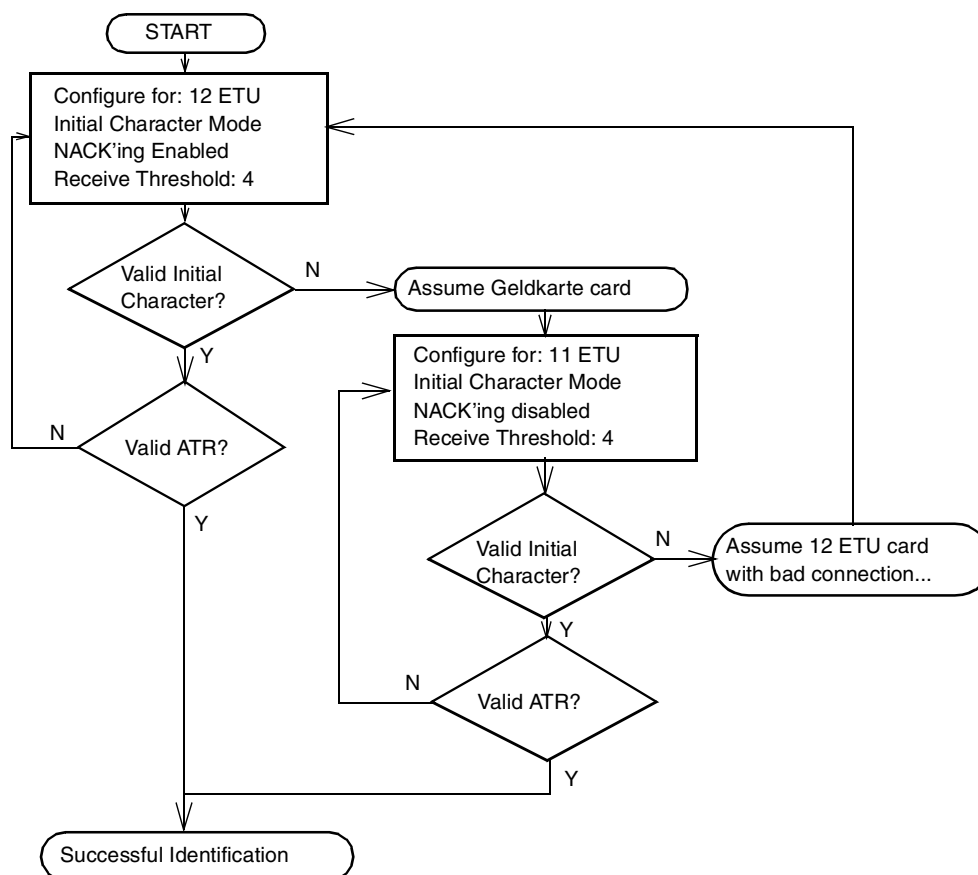 START
Configure for: 12 ETU
Initial Character Mode
NACK'ing Enabled
Receive Threshold: 4
Valid Initial
Character?
N
Assume Geldkarte card
Y
Configure for: 11 ETU
Initial Character Mode
NACK'ing disabled
Receive Threshold: 4
N
Valid ATR?
Y
Valid Initial
Character?
N
Assume 12 ETU card
with bad connection...
Y
N
Valid ATR?
Y
Successful Identification